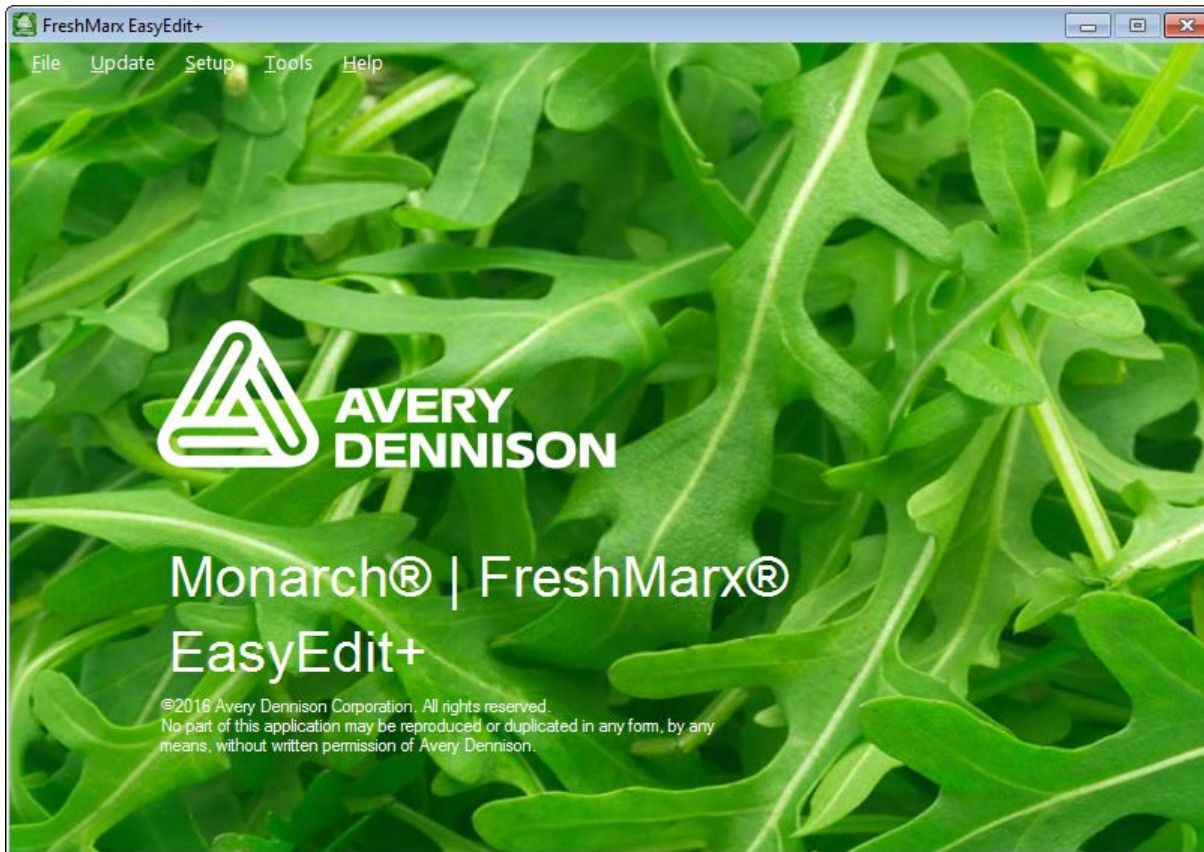 FreshMarx EasyEdit+
File Update Setup Tools Help
AVERY
DENNISON
Monarch® | FreshMarx®
EasyEdit+
©2016 Avery Dennison Corporation. All rights reserved.
No part of this application may be reproduced or duplicated in any form, by any
means, without written permission of Avery Dennison.